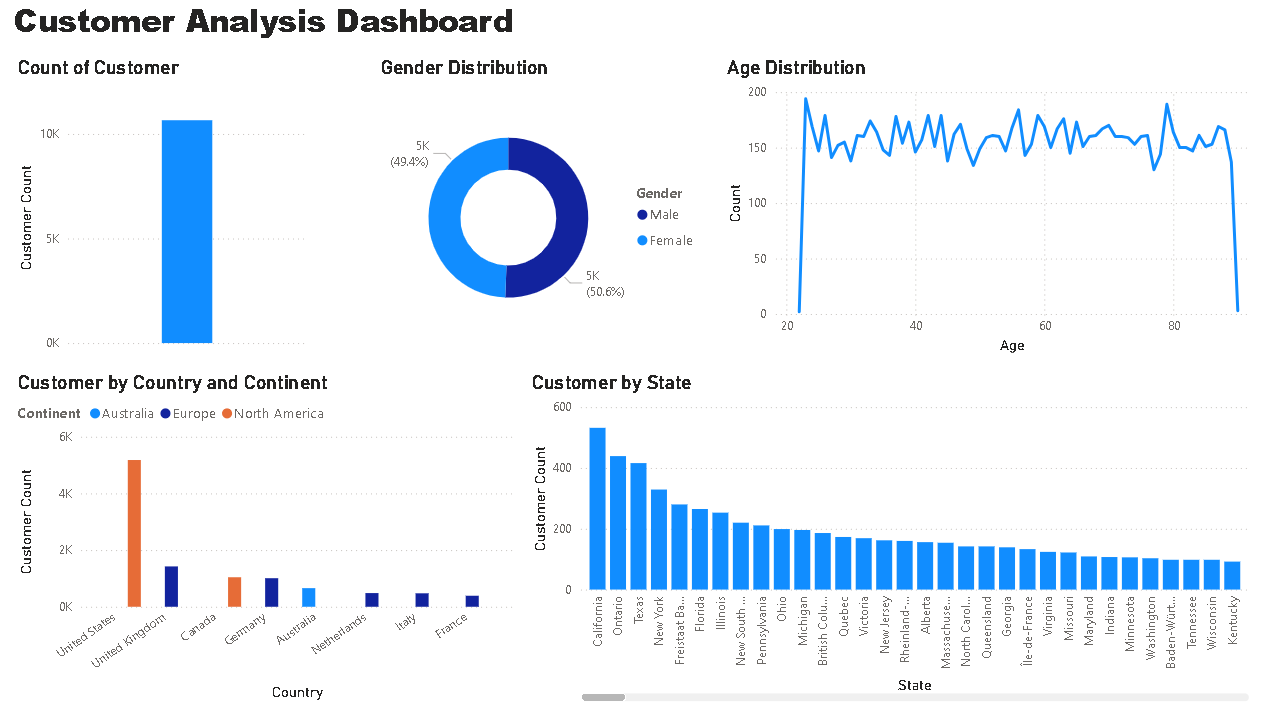 Customer Analysis Dashboard
Count of Customer
Customer Count
10K
5K
0K
Gender Distribution
5K
(49.4%)
5K
(50.6%)
Gender
Male
Female
Age Distribution
Count
200
150
100
50
0
20 40 60 80
Age
Customer by Country and Continent
Continent Australia Europe North America
Customer Count
6K
4K
2K
0K
United States
United Kingdom
Canada
Germany
Australia
Netherlands
Italy
France
Country
Customer by State
Customer Count
600
400
200
0
California
Ontario
Texas
New York
Freistaat Ba...
Florida
Illinois
New South ...
Pennsylvania
Ohio
Michigan
British Colu...
Quebec
Victoria
New Jersey
Rheinland-...
Alberta
Massachuse...
North Carol...
Queensland
Georgia
Île-de-France
Virginia
Missouri
Maryland
Indiana
Minnesota
Washington
Baden-Würt...
Tennessee
Wisconsin
Kentucky
State